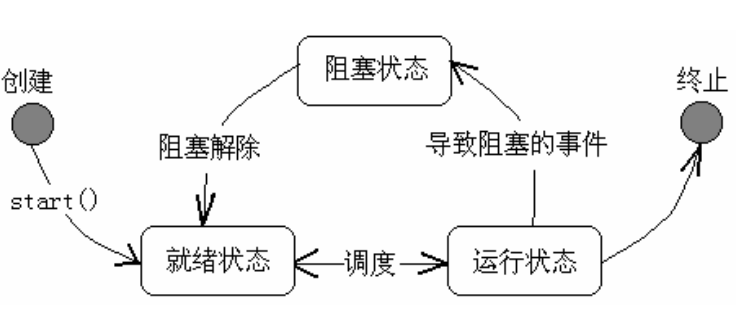 阻塞状态
创建
终止
阻塞解除
导致阻塞的事件
start()
就绪状态
调度
运行状态